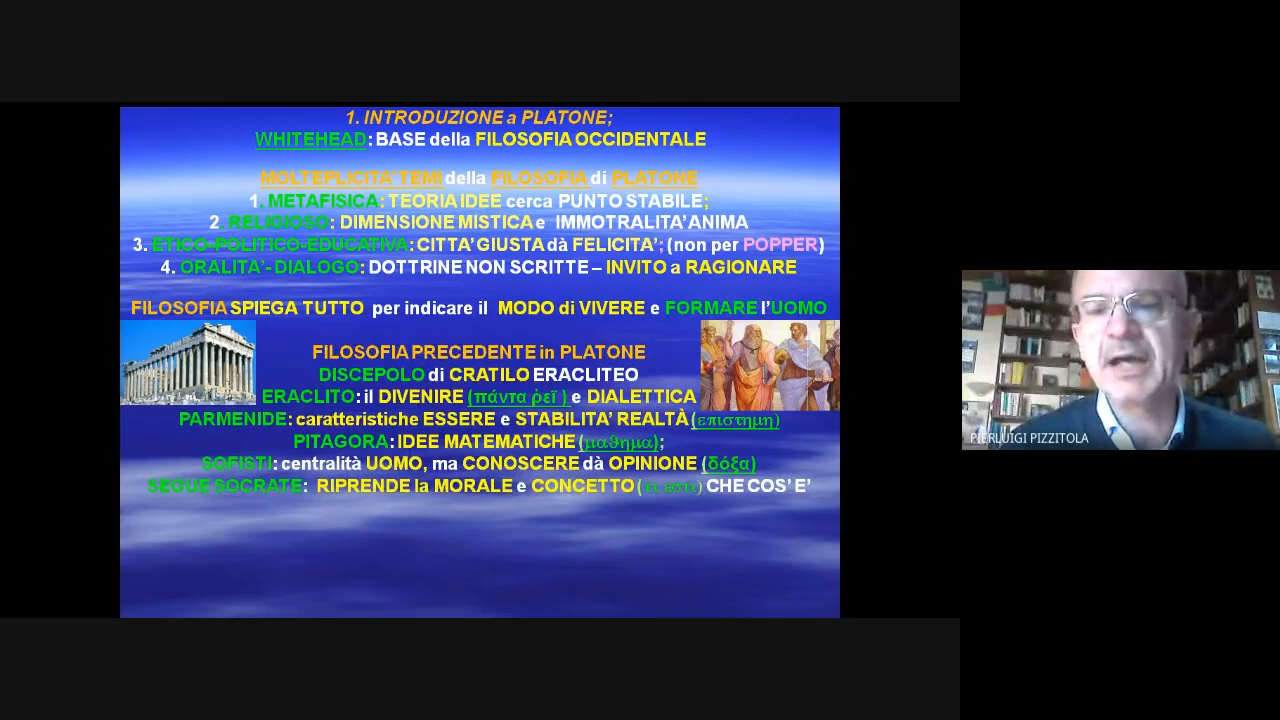 1. INTRODUZIONE a PLATONE;
WHITEHEAD: BASE della FILOSOFIA OCCIDENTALE
MOLTEPLICITA' TEMI della FILOSOFIA di PLATONE
1. METAFISICA: TEORIA IDEE cerca PUNTO STABILE;
2. RELIGIOSO: DIMENSIONE MISTICA e IMMOTRALITA' ANIMA
3. ETICO-POLITICO-EDUCATIVA: CITTA' GIUSTA dà FELICITA'; (non per POPPER)
4. ORALITA'- DIALOGO: DOTTRINE NON SCRITTE – INVITO a RAGIONARE
FILOSOFIA SPIEGA TUTTO per indicare il MODO di VIVERE e FORMARE l'UOMO
FILOSOFIA PRECEDENTE in PLATONE
DISCEPOLO di CRATILO ERACLITEO
ERACLITO: il DIVENIRE (πάντα ῥεῖ ) e DIALETTICA
PARMENIDE: caratteristiche ESSERE e STABILITA' REALTÀ (επιστημη)
PITAGORA: IDEE MATEMATICHE (μαθημα);
SOFISTI: centralità UOMO, ma CONOSCERE dà OPINIONE (δόξα)
SEGUE SOCRATE: RIPRENDE la MORALE e CONCETTO (τι εστι) CHE COS' E'
PIERLUIGI PIZZITOLA